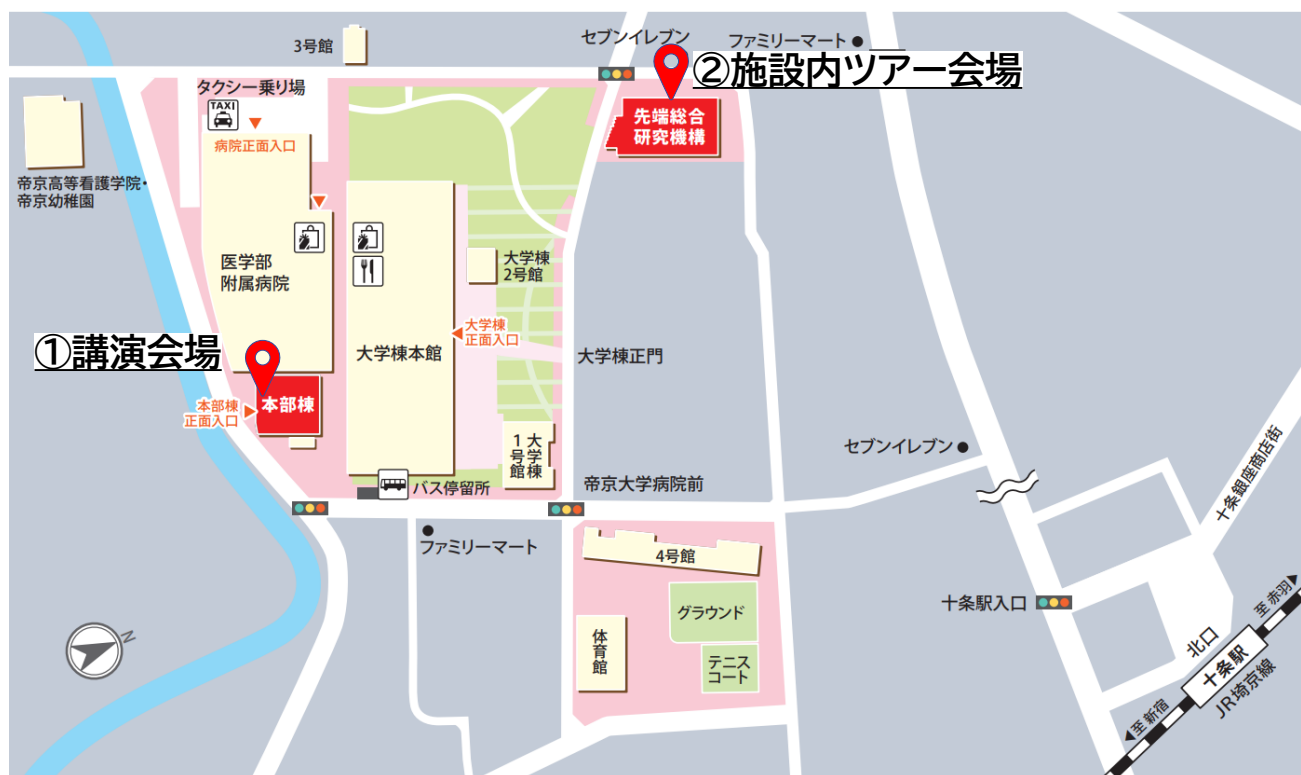 3号館
セブンイレブン
ファミリーマート
②施設内ツアー会場
タクシー乗り場
TAXI
病院正面入口
先端総合
研究機構
帝京高等看護学院・
帝京幼稚園
医学部
附属病院
大学棟
2号館
大学棟
正面入口
①講演会場
大学棟本館
大学棟正門
本部棟
本部棟
正面入口
大学棟
1号館
セブンイレブン
バス停留所
帝京大学病院前
十条銀座商店街
ファミリーマート
4号館
グラウンド
十条駅入口
至赤羽
北口
十条駅
JR埼京線
至新宿
体育館
テニス
コート
N